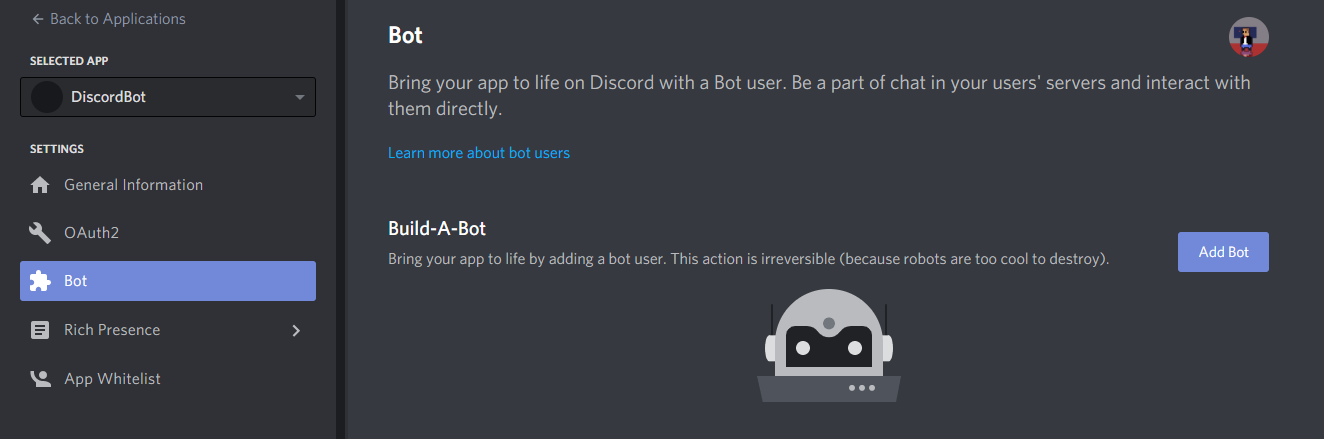 Back to Applications
SELECTED APP
DiscordBot
SETTINGS
General Information
OAuth2
Bot
Rich Presence
App Whitelist
Bot
Bring your app to life on Discord with a Bot user. Be a part of chat in your users' servers and interact with
them directly.
Learn more about bot users
Build-A-Bot
Bring your app to life by adding a bot user. This action is irreversible (because robots are too cool to destroy).
Add Bot